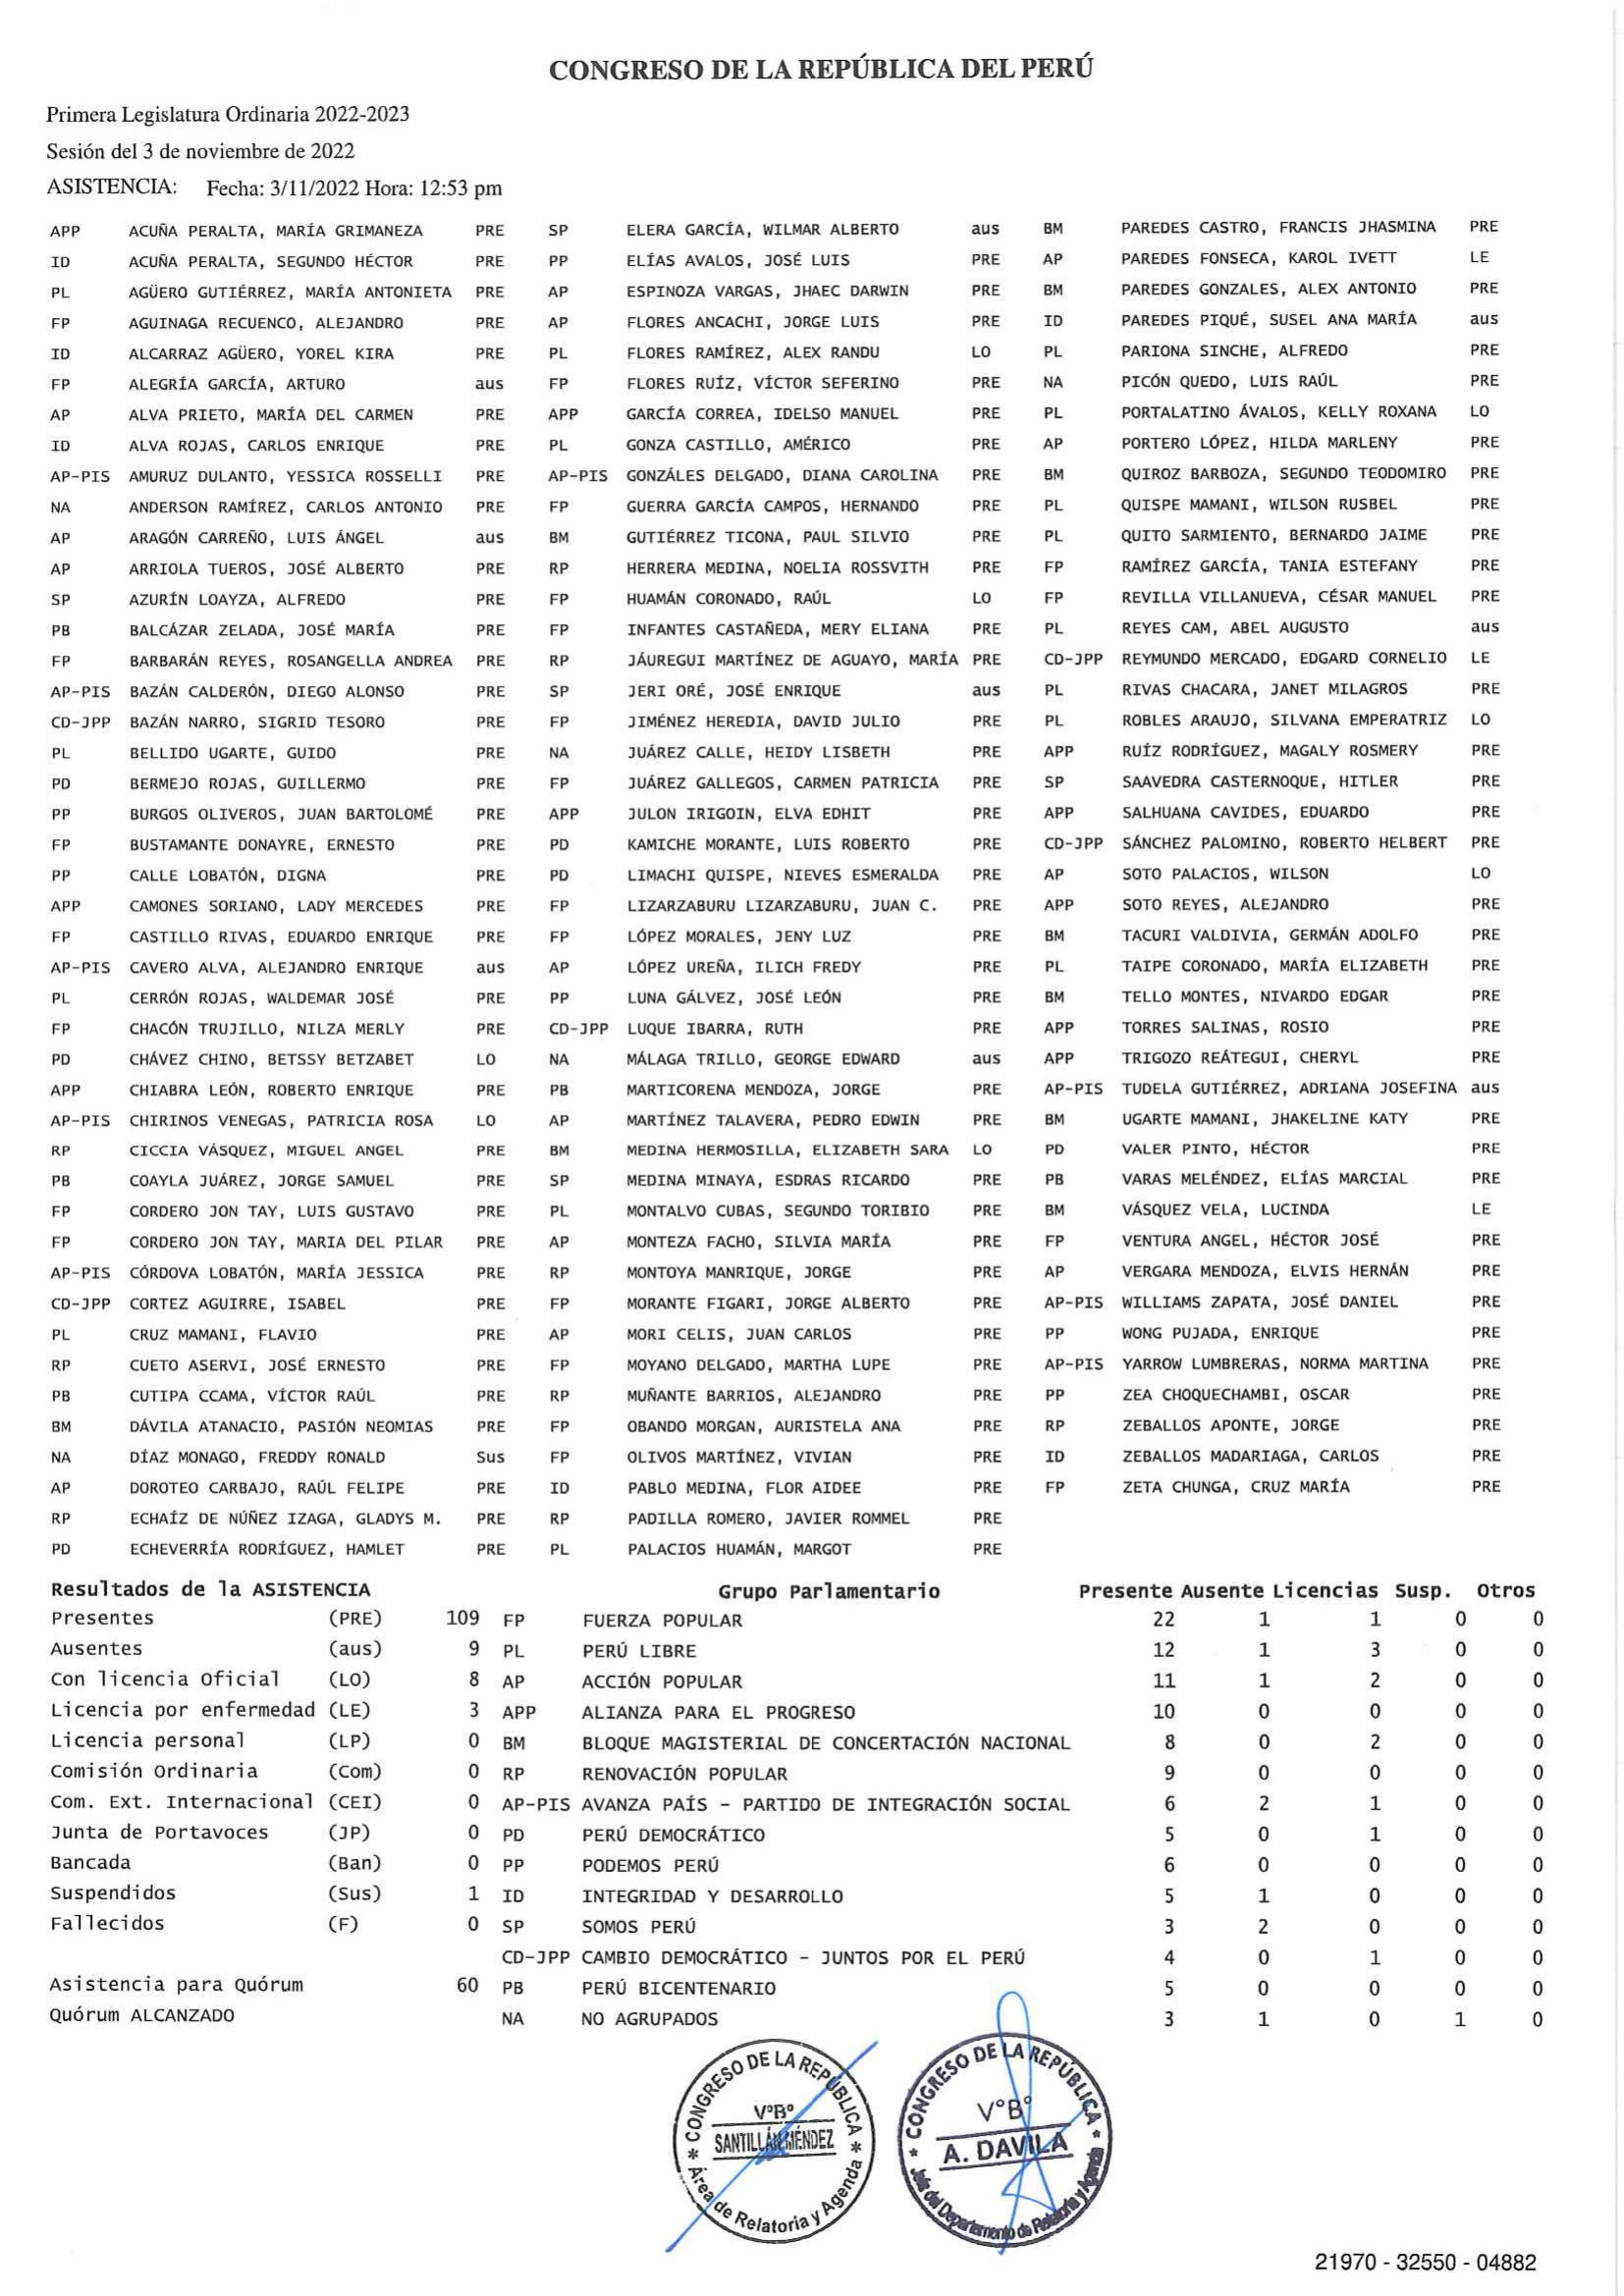 CONGRESO DE LA REPÚBLICA DEL PERÚ
Primera Legislatura Ordinaria 2022-2023
Sesión del 3 de noviembre de 2022
ASISTENCIA: Fecha: 3/11/2022 Hora: 12:53 pm
APP ACUÑA PERALTA, MARÍA GRIMANEZA PRE SP ELERA GARCÍA, WILMAR ALBERTO aus BM PAREDES CASTRO, FRANCIS JHASMINA PRE
ID ACUÑA PERALTA, SEGUNDO HÉCTOR PRE PP ELÍAS AVALOS, JOSÉ LUIS PRE AP PAREDES FONSECA, KAROL IVETT LE
PL AGÜERO GUTIÉRREZ, MARÍA ANTONIETA PRE AP ESPINOZA VARGAS, JHAEC DARWIN PRE BM PAREDES GONZALES, ALEX ANTONIO PRE
FP AGUINAGA RECUENCO, ALEJANDRO PRE AP FLORES ANCACHI, JORGE LUIS PRE ID PAREDES PIQUÉ, SUSEL ANA MARÍA aus
ID ALCARRAZ AGÜERO, YOREL KIRA PRE PL FLORES RAMÍREZ, ALEX RANDU LO PL PARIONA SINCHE, ALFREDO PRE
FP ALEGRÍA GARCÍA, ARTURO aus FP FLORES RUÍZ, VÍCTOR SEFERINO PRE NA PICÓN QUEDO, LUIS RAÚL PRE
AP ALVA PRIETO, MARÍA DEL CARMEN PRE APP GARCÍA CORREA, IDELSO MANUEL PRE PL PORTALATINO ÁVALOS, KELLY ROXANA LO
ID ALVA ROJAS, CARLOS ENRIQUE PRE PL GONZA CASTILLO, AMÉRICO PRE AP PORTERO LÓPEZ, HILDA MARLENY PRE
AP-PIS AMURUZ DULANTO, YESSICA ROSSELLI PRE AP-PIS GONZÁLES DELGADO, DIANA CAROLINA PRE BM QUIROZ BARBOZA, SEGUNDO TEODOMIRO PRE
NA ANDERSON RAMÍREZ, CARLOS ANTONIO PRE FP GUERRA GARCÍA CAMPOS, HERNANDO PRE PL QUISPE MAMANI, WILSON RUSBEL PRE
AP ARAGÓN CARREÑO, LUIS ÁNGEL aus BM GUTIÉRREZ TICONA, PAUL SILVIO PRE PL QUITO SARMIENTO, BERNARDO JAIME PRE
AP ARRIOLA TUEROS, JOSÉ ALBERTO PRE RP HERRERA MEDINA, NOELIA ROSSVITH PRE FP RAMÍREZ GARCÍA, TANIA ESTEFANY PRE
SP AZURÍN LOAYZA, ALFREDO PRE FP HUAMÁN CORONADO, RAÚL LO FP REVILLA VILLANUEVA, CÉSAR MANUEL PRE
PB BALCÁZAR ZELADA, JOSÉ MARÍA PRE FP INFANTES CASTAÑEDA, MERY ELIANA PRE PL REYES CAM, ABEL AUGUSTO aus
FP BARBARÁN REYES, ROSANGELLA ANDREA PRE RP JÁUREGUI MARTÍNEZ DE AGUAYO, MARÍA PRE CD-JPP REYMUNDO MERCADO, EDGARD CORNELIO LE
AP-PIS BAZÁN CALDERÓN, DIEGO ALONSO PRE SP JERI ORÉ, JOSÉ ENRIQUE aus PL RIVAS CHACARA, JANET MILAGROS PRE
CD-JPP BAZÁN NARRO, SIGRID TESORO PRE FP JIMÉNEZ HEREDIA, DAVID JULIO PRE PL ROBLES ARAUJO, SILVANA EMPERATRIZ LO
PL BELLIDO UGARTE, GUIDO PRE NA JUÁREZ CALLE, HEIDY LISBETH PRE APP RUÍZ RODRÍGUEZ, MAGALY ROSMERY PRE
PD BERMEJO ROJAS, GUILLERMO PRE FP JUÁREZ GALLEGOS, CARMEN PATRICIA PRE SP SAAVEDRA CASTERNOQUE, HITLER PRE
PP BURGOS OLIVEROS, JUAN BARTOLOMÉ PRE APP JULON IRIGOIN, ELVA EDHIT PRE APP SALHUANA CAVIDES, EDUARDO PRE
FP BUSTAMANTE DONAYRE, ERNESTO PRE PD KAMICHE MORANTE, LUIS ROBERTO PRE CD-JPP SÁNCHEZ PALOMINO, ROBERTO HELBERT PRE
PP CALLE LOBATÓN, DIGNA PRE PD LIMACHI QUISPE, NIEVES ESMERALDA PRE AP SOTO PALACIOS, WILSON LO
APP CAMONES SORIANO, LADY MERCEDES PRE FP LIZARZABURU LIZARZABURU, JUAN C. PRE APP SOTO REYES, ALEJANDRO PRE
FP CASTILLO RIVAS, EDUARDO ENRIQUE PRE FP LÓPEZ MORALES, JENY LUZ PRE BM TACURI VALDIVIA, GERMÁN ADOLFO PRE
AP-PIS CAVERO ALVA, ALEJANDRO ENRIQUE aus AP LÓPEZ UREÑA, ILICH FREDY PRE PL TAIPE CORONADO, MARÍA ELIZABETH PRE
PL CERRÓN ROJAS, WALDEMAR JOSÉ PRE PP LUNA GÁLVEZ, JOSÉ LEÓN PRE BM TELLO MONTES, NIVARDO EDGAR PRE
FP CHACÓN TRUJILLO, NILZA MERLY PRE CD-JPP LUQUE IBARRA, RUTH PRE APP TORRES SALINAS, ROSIO PRE
PD CHÁVEZ CHINO, BETSSY BETZABET LO NA MÁLAGA TRILLO, GEORGE EDWARD aus APP TRIGOZO REÁTEGUI, CHERYL PRE
APP CHIABRA LEÓN, ROBERTO ENRIQUE PRE PB MARTICORENA MENDOZA, JORGE PRE AP-PIS TUDELA GUTIÉRREZ, ADRIANA JOSEFINA aus
AP-PIS CHIRINOS VENEGAS, PATRICIA ROSA LO AP MARTÍNEZ TALAVERA, PEDRO EDWIN PRE BM UGARTE MAMANI, JHAKELINE KATY PRE
RP CICCIA VÁSQUEZ, MIGUEL ANGEL PRE BM MEDINA HERMOSILLA, ELIZABETH SARA LO PD VALER PINTO, HÉCTOR PRE
PB COAYLA JUÁREZ, JORGE SAMUEL PRE SP MEDINA MINAYA, ESDRAS RICARDO PRE PB VARAS MELÉNDEZ, ELÍAS MARCIAL PRE
FP CORDERO JON TAY, LUIS GUSTAVO PRE PL MONTALVO CUBAS, SEGUNDO TORIBIO PRE BM VÁSQUEZ VELA, LUCINDA LE
FP CORDERO JON TAY, MARIA DEL PILAR PRE AP MONTEZA FACHO, SILVIA MARÍA PRE FP VENTURA ANGEL, HÉCTOR JOSÉ PRE
AP-PIS CÓRDOVA LOBATÓN, MARÍA JESSICA PRE RP MONTOYA MANRIQUE, JORGE PRE AP VERGARA MENDOZA, ELVIS HERNÁN PRE
CD-JPP CORTEZ AGUIRRE, ISABEL PRE FP MORANTE FIGARI, JORGE ALBERTO PRE AP-PIS WILLIAMS ZAPATA, JOSÉ DANIEL PRE
PL CRUZ MAMANI, FLAVIO PRE AP MORI CELIS, JUAN CARLOS PRE PP WONG PUJADA, ENRIQUE PRE
RP CUETO ASERVI, JOSÉ ERNESTO PRE FP MOYANO DELGADO, MARTHA LUPE PRE AP-PIS YARROW LUMBRERAS, NORMA MARTINA PRE
PB CUTIPA CCAMA, VÍCTOR RAÚL PRE RP MUÑANTE BARRIOS, ALEJANDRO PRE PP ZEA CHOQUECHAMBI, OSCAR PRE
BM DÁVILA ATANACIO, PASIÓN NEOMIAS PRE FP OBANDO MORGAN, AURISTELA ANA PRE RP ZEBALLOS APONTE, JORGE PRE
NA DÍAZ MONAGO, FREDDY RONALD Sus FP OLIVOS MARTÍNEZ, VIVIAN PRE ID ZEBALLOS MADARIAGA, CARLOS PRE
AP DOROTEO CARBAJO, RAÚL FELIPE PRE ID PABLO MEDINA, FLOR AIDEE PRE FP ZETA CHUNGA, CRUZ MARÍA PRE
RP ECHAÍZ DE NÚÑEZ IZAGA, GLADYS M. PRE RP PADILLA ROMERO, JAVIER ROMMEL PRE
PD ECHEVERRÍA RODRÍGUEZ, HAMLET PRE PL PALACIOS HUAMÁN, MARGOT PRE
Resultados de la ASISTENCIA Grupo Parlamentario Presente Ausente Licencias Susp. Otros
Presentes (PRE) 109 FP FUERZA POPULAR 22 1 1 0 0
Ausentes (aus) 9 PL PERÚ LIBRE 12 1 3 0 0
Con licencia Oficial (LO) 8 AP ACCIÓN POPULAR 11 1 2 0 0
Licencia por enfermedad (LE) 3 APP ALIANZA PARA EL PROGRESO 10 0 0 0 0
Licencia personal (LP) 0 BM BLOQUE MAGISTERIAL DE CONCERTACIÓN NACIONAL 8 0 2 0 0
Comisión Ordinaria (Com) 0 RP RENOVACIÓN POPULAR 9 0 0 0 0
Com. Ext. Internacional (CEI) 0 AP-PIS AVANZA PAÍS - PARTIDO DE INTEGRACIÓN SOCIAL 6 2 1 0 0
Junta de Portavoces (JP) 0 PD PERÚ DEMOCRÁTICO 5 0 1 0 0
Bancada (Ban) 0 PP PODEMOS PERÚ 6 0 0 0 0
Suspendidos (Sus) 1 ID INTEGRIDAD Y DESARROLLO 5 1 0 0 0
Fallecidos (F) 0 SP SOMOS PERÚ 3 2 0 0 0
CD-JPP CAMBIO DEMOCRÁTICO - JUNTOS POR EL PERÚ 4 0 1 0 0
Asistencia para Quórum 60 PB PERÚ BICENTENARIO 5 0 0 0 0
Quórum ALCANZADO NA NO AGRUPADOS 3 1 0 1 0
* CONGRESO DE LA REPÚBLICA *
V°B°
SANTILLÁN MÉNDEZ
Área de Relatoría y Agenda
* CONGRESO DE LA REPÚBLICA *
V°B°
A. DAVILA
Jefe del Departamento de Relatoría y Agenda
21970 - 32550 - 04882